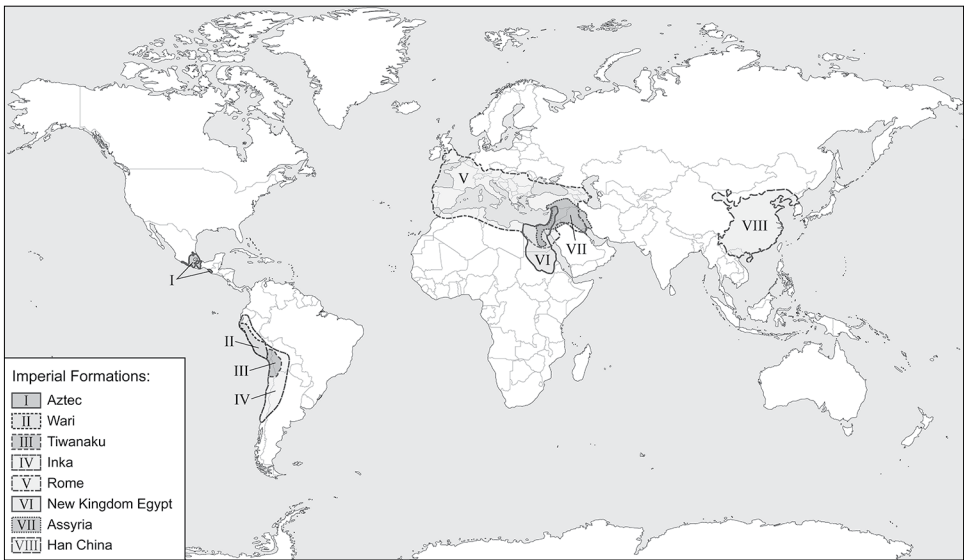 V
VIII
VII
VI
I
II
III
IV
Imperial Formations:
I Aztec
II Wari
III Tiwanaku
IV Inka
V Rome
VI New Kingdom Egypt
VII Assyria
VIII Han China